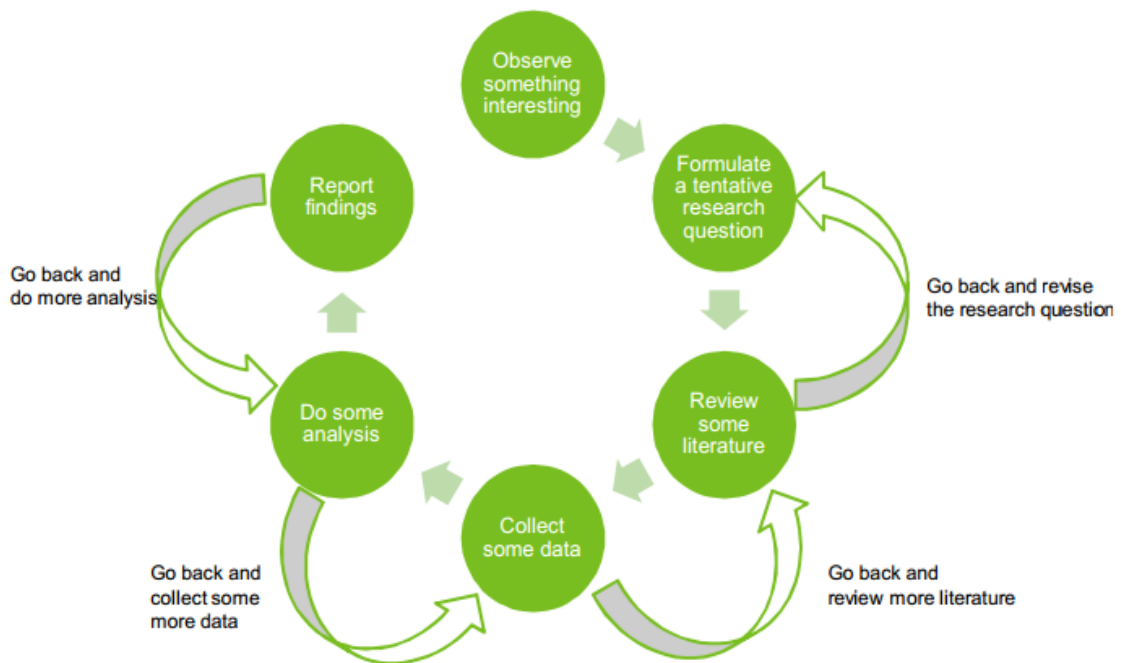 Observe
something
interesting
Formulate
a tentative
research
question
Go back and revise
the research question
Review
some
literature
Go back and
review more literature
Collect
some data
Go back and
collect some
more data
Do some
analysis
Go back and
do more analysis
Report
findings